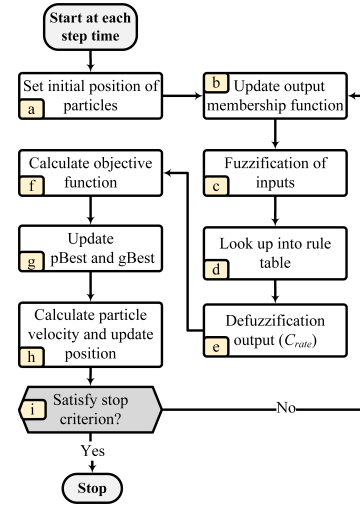 Start at each
step time
Set initial position of
particles
a
b
Update output
membership function
Fuzzification of
inputs
c
Look up into rule
table
d
Defuzzification
output (Crate)
e
Calculate objective
function
f
Update
pBest and gBest
g
Calculate particle
velocity and update
position
h
Satisfy stop
criterion?
i
No
Yes
Stop